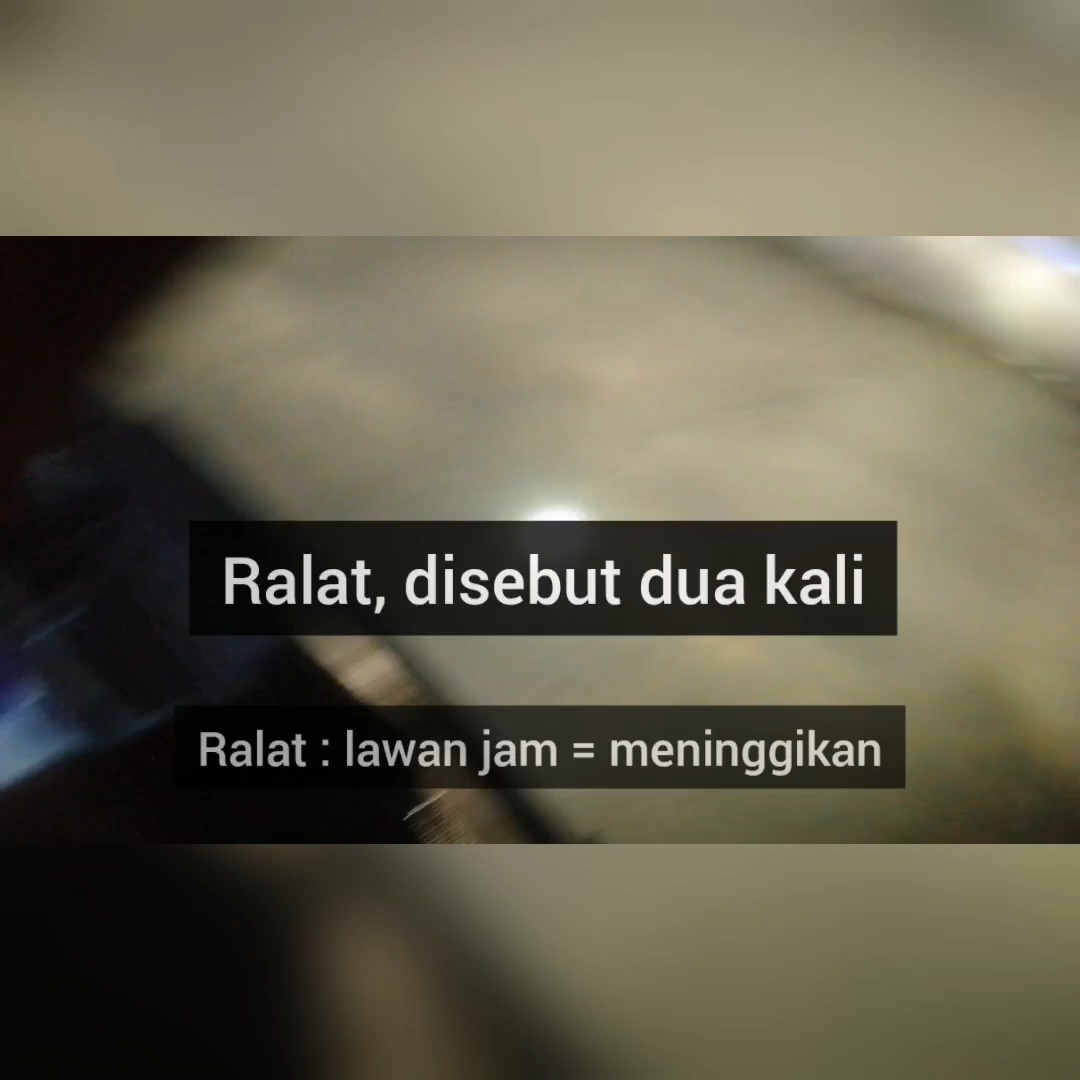 Ralat, disebut dua kali
Ralat : lawan jam = meninggikan